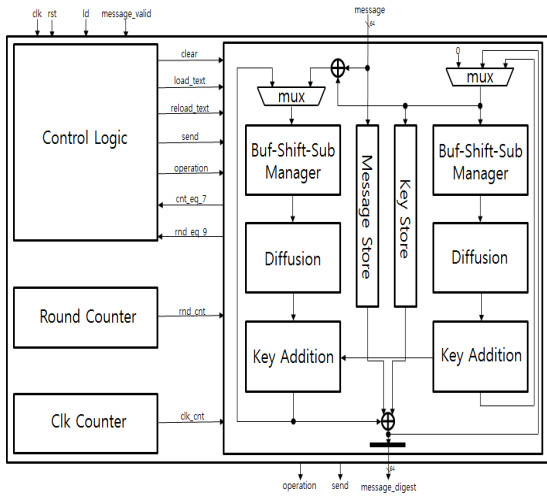 clk rst ld message_valid
message
64
clear
load_text
reload_text
send
operation
cnt_eq_7
rnd_eq_9
rnd_cnt
clk_cnt
Control Logic
Round Counter
Clk Counter
0
mux
mux
Buf-Shift-Sub
Manager
Message Store
Key Store
Buf-Shift-Sub
Manager
Diffusion
Diffusion
Key Addition
Key Addition
64
operation send message_digest